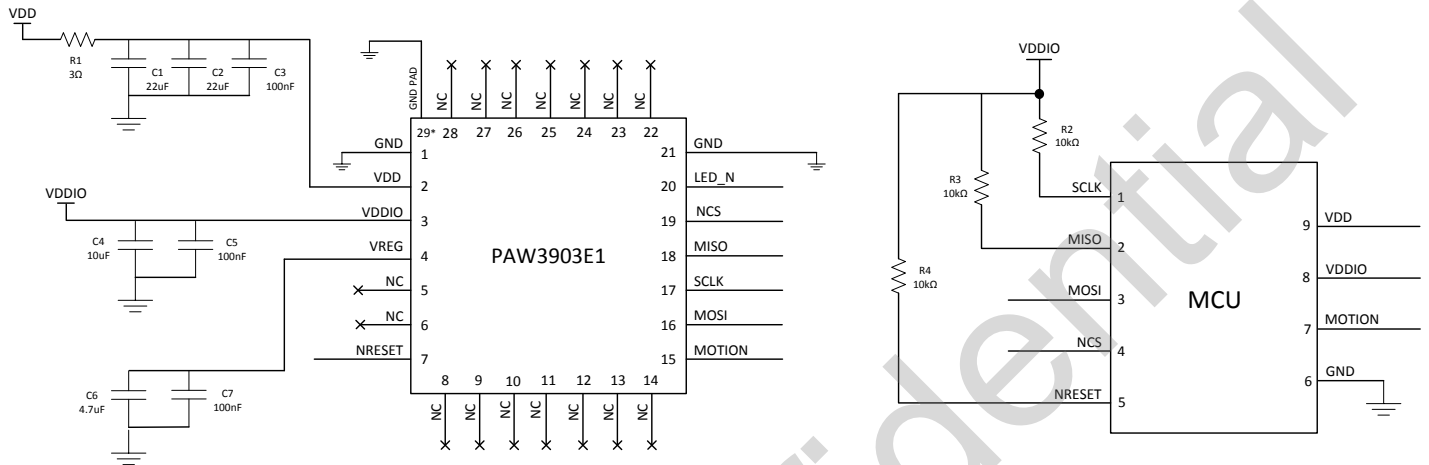 VDD
R1
3Ω
C1
22uF
C2
22uF
C3
100nF
VDDIO
C4
10uF
C5
100nF
C6
4.7uF
C7
100nF
GND PAD
NC
NC
NC
NC
NC
NC
NC
29* 28 27 26 25 24 23 22
GND
1
VDD
2
VDDIO
3
VREG
4
NC
5
NC
6
NRESET
7
PAW3903E1
21
GND
20
LED_N
19
NCS
18
MISO
17
SCLK
16
MOSI
15
MOTION
8 9 10 11 12 13 14
NC
NC
NC
NC
NC
NC
NC
VDDIO
R2
10kΩ
R3
10kΩ
R4
10kΩ
SCLK
1
MISO
2
MOSI
3
NCS
4
NRESET
5
MCU
9
VDD
8
VDDIO
7
MOTION
6
GND
fidential